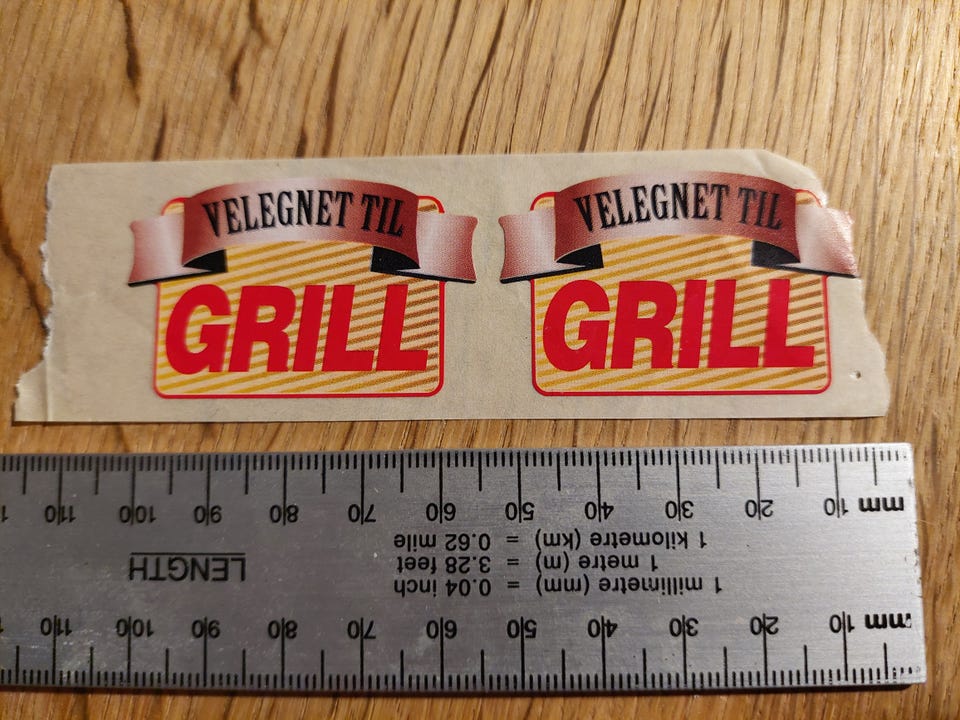 VELEGNET TIL
GRILL
VELEGNET TIL
GRILL
mm 10 20 30 40 50 60 70 80 90 100 110
1 millimetre (mm) = 0.04 inch
1 metre (m) = 3.28 feet
1 kilometre (km) = 0.62 mile
LENGTH
mm 10 20 30 40 50 60 70 80 90 100 110